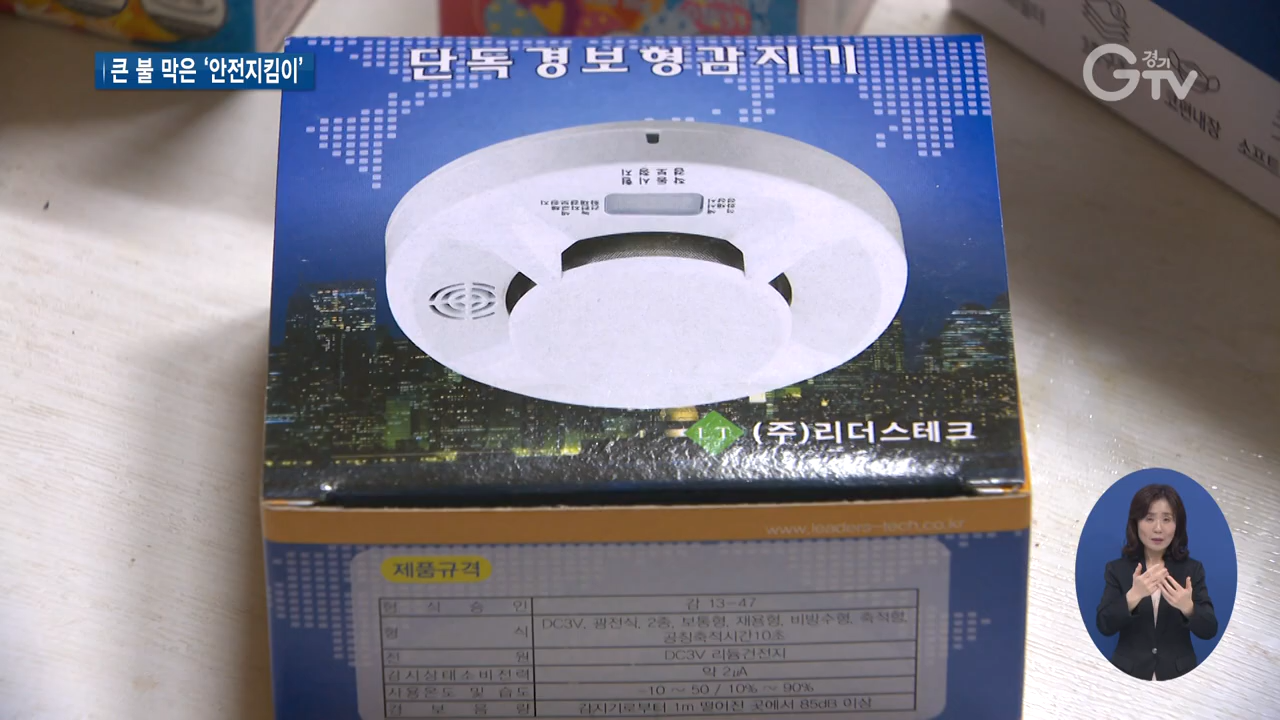 큰 불 막은 ‘안전지킴이’
경기
GTV
고련내장
단독경보형감지기
LT (주)리더스테크
www.leaders-tech.co.kr
제품규격
형식승인 감 13-47
형식 DC3V, 광전식, 2종, 보통형, 재용형, 비방수형, 축적형,
공칭축적시간10초
전원 DC3V 리튬건전지
감시상태소비전력 약 2μA
사용온도 및 습도 -10 ~ 50 / 10% ~ 90%
경보음량 감지기로부터 1m 떨어진 곳에서 85dB 이상